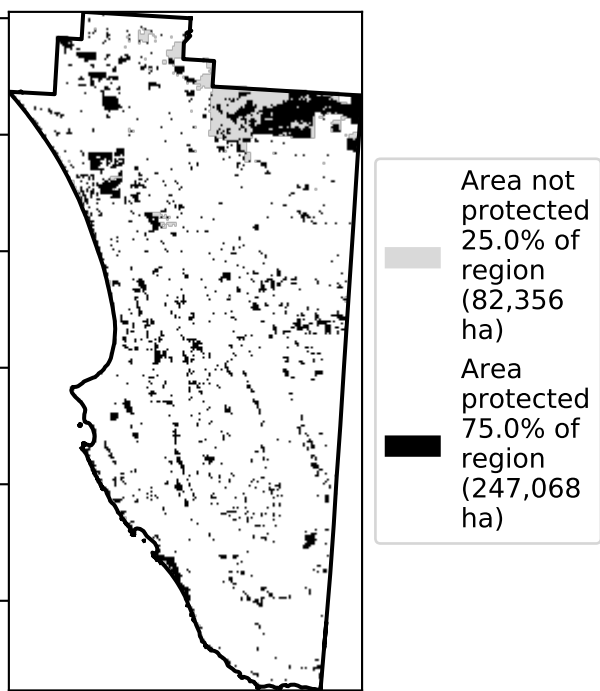 Area not
protected
25.0% of
region
(82,356
ha)
Area
protected
75.0% of
region
(247,068
ha)